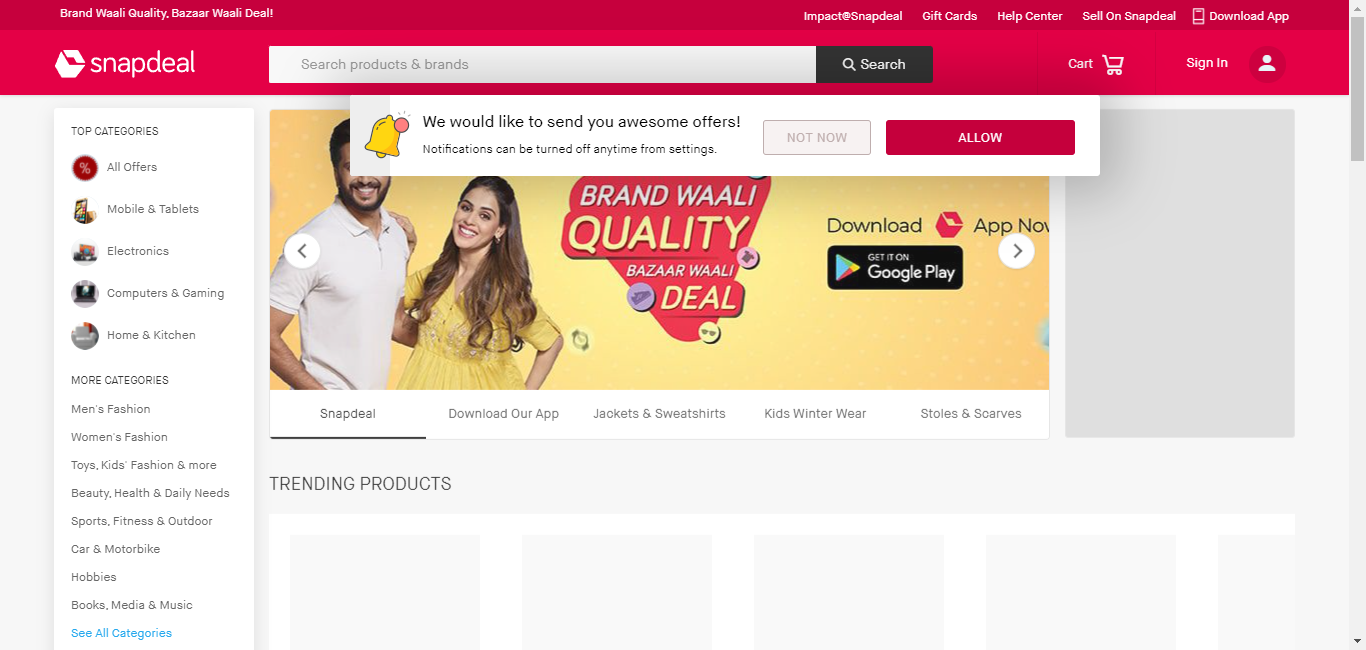 Brand Waali Quality, Bazaar Waali Deal!
Impact@Snapdeal
Gift Cards
Help Center
Sell On Snapdeal
Download App
snapdeal
Search products & brands
Search
Cart
Sign In
We would like to send you awesome offers!
Notifications can be turned off anytime from settings.
NOT NOW
ALLOW
TOP CATEGORIES
All Offers
Mobile & Tablets
Electronics
Computers & Gaming
Home & Kitchen
MORE CATEGORIES
Men's Fashion
Women's Fashion
Toys, Kids' Fashion & more
Beauty, Health & Daily Needs
Sports, Fitness & Outdoor
Car & Motorbike
Hobbies
Books, Media & Music
See All Categories
BRAND WAALI
QUALITY
BAZAAR WAALI
DEAL
Download App Now
GET IT ON
Google Play
Snapdeal
Download Our App
Jackets & Sweatshirts
Kids Winter Wear
Stoles & Scarves
TRENDING PRODUCTS